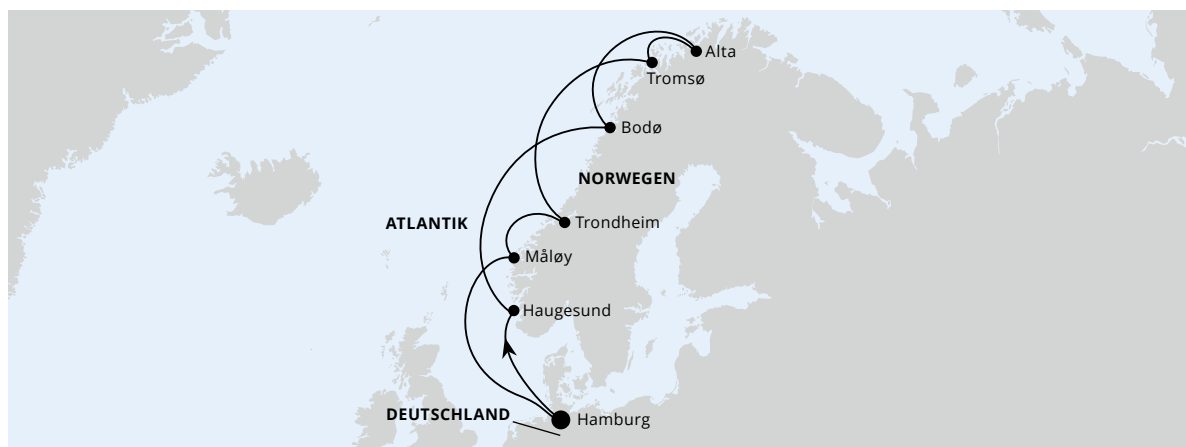 Alta
Tromsø
Bodø
NORWEGEN
ATLANTIK
Trondheim
Måløy
Haugesund
DEUTSCHLAND
Hamburg